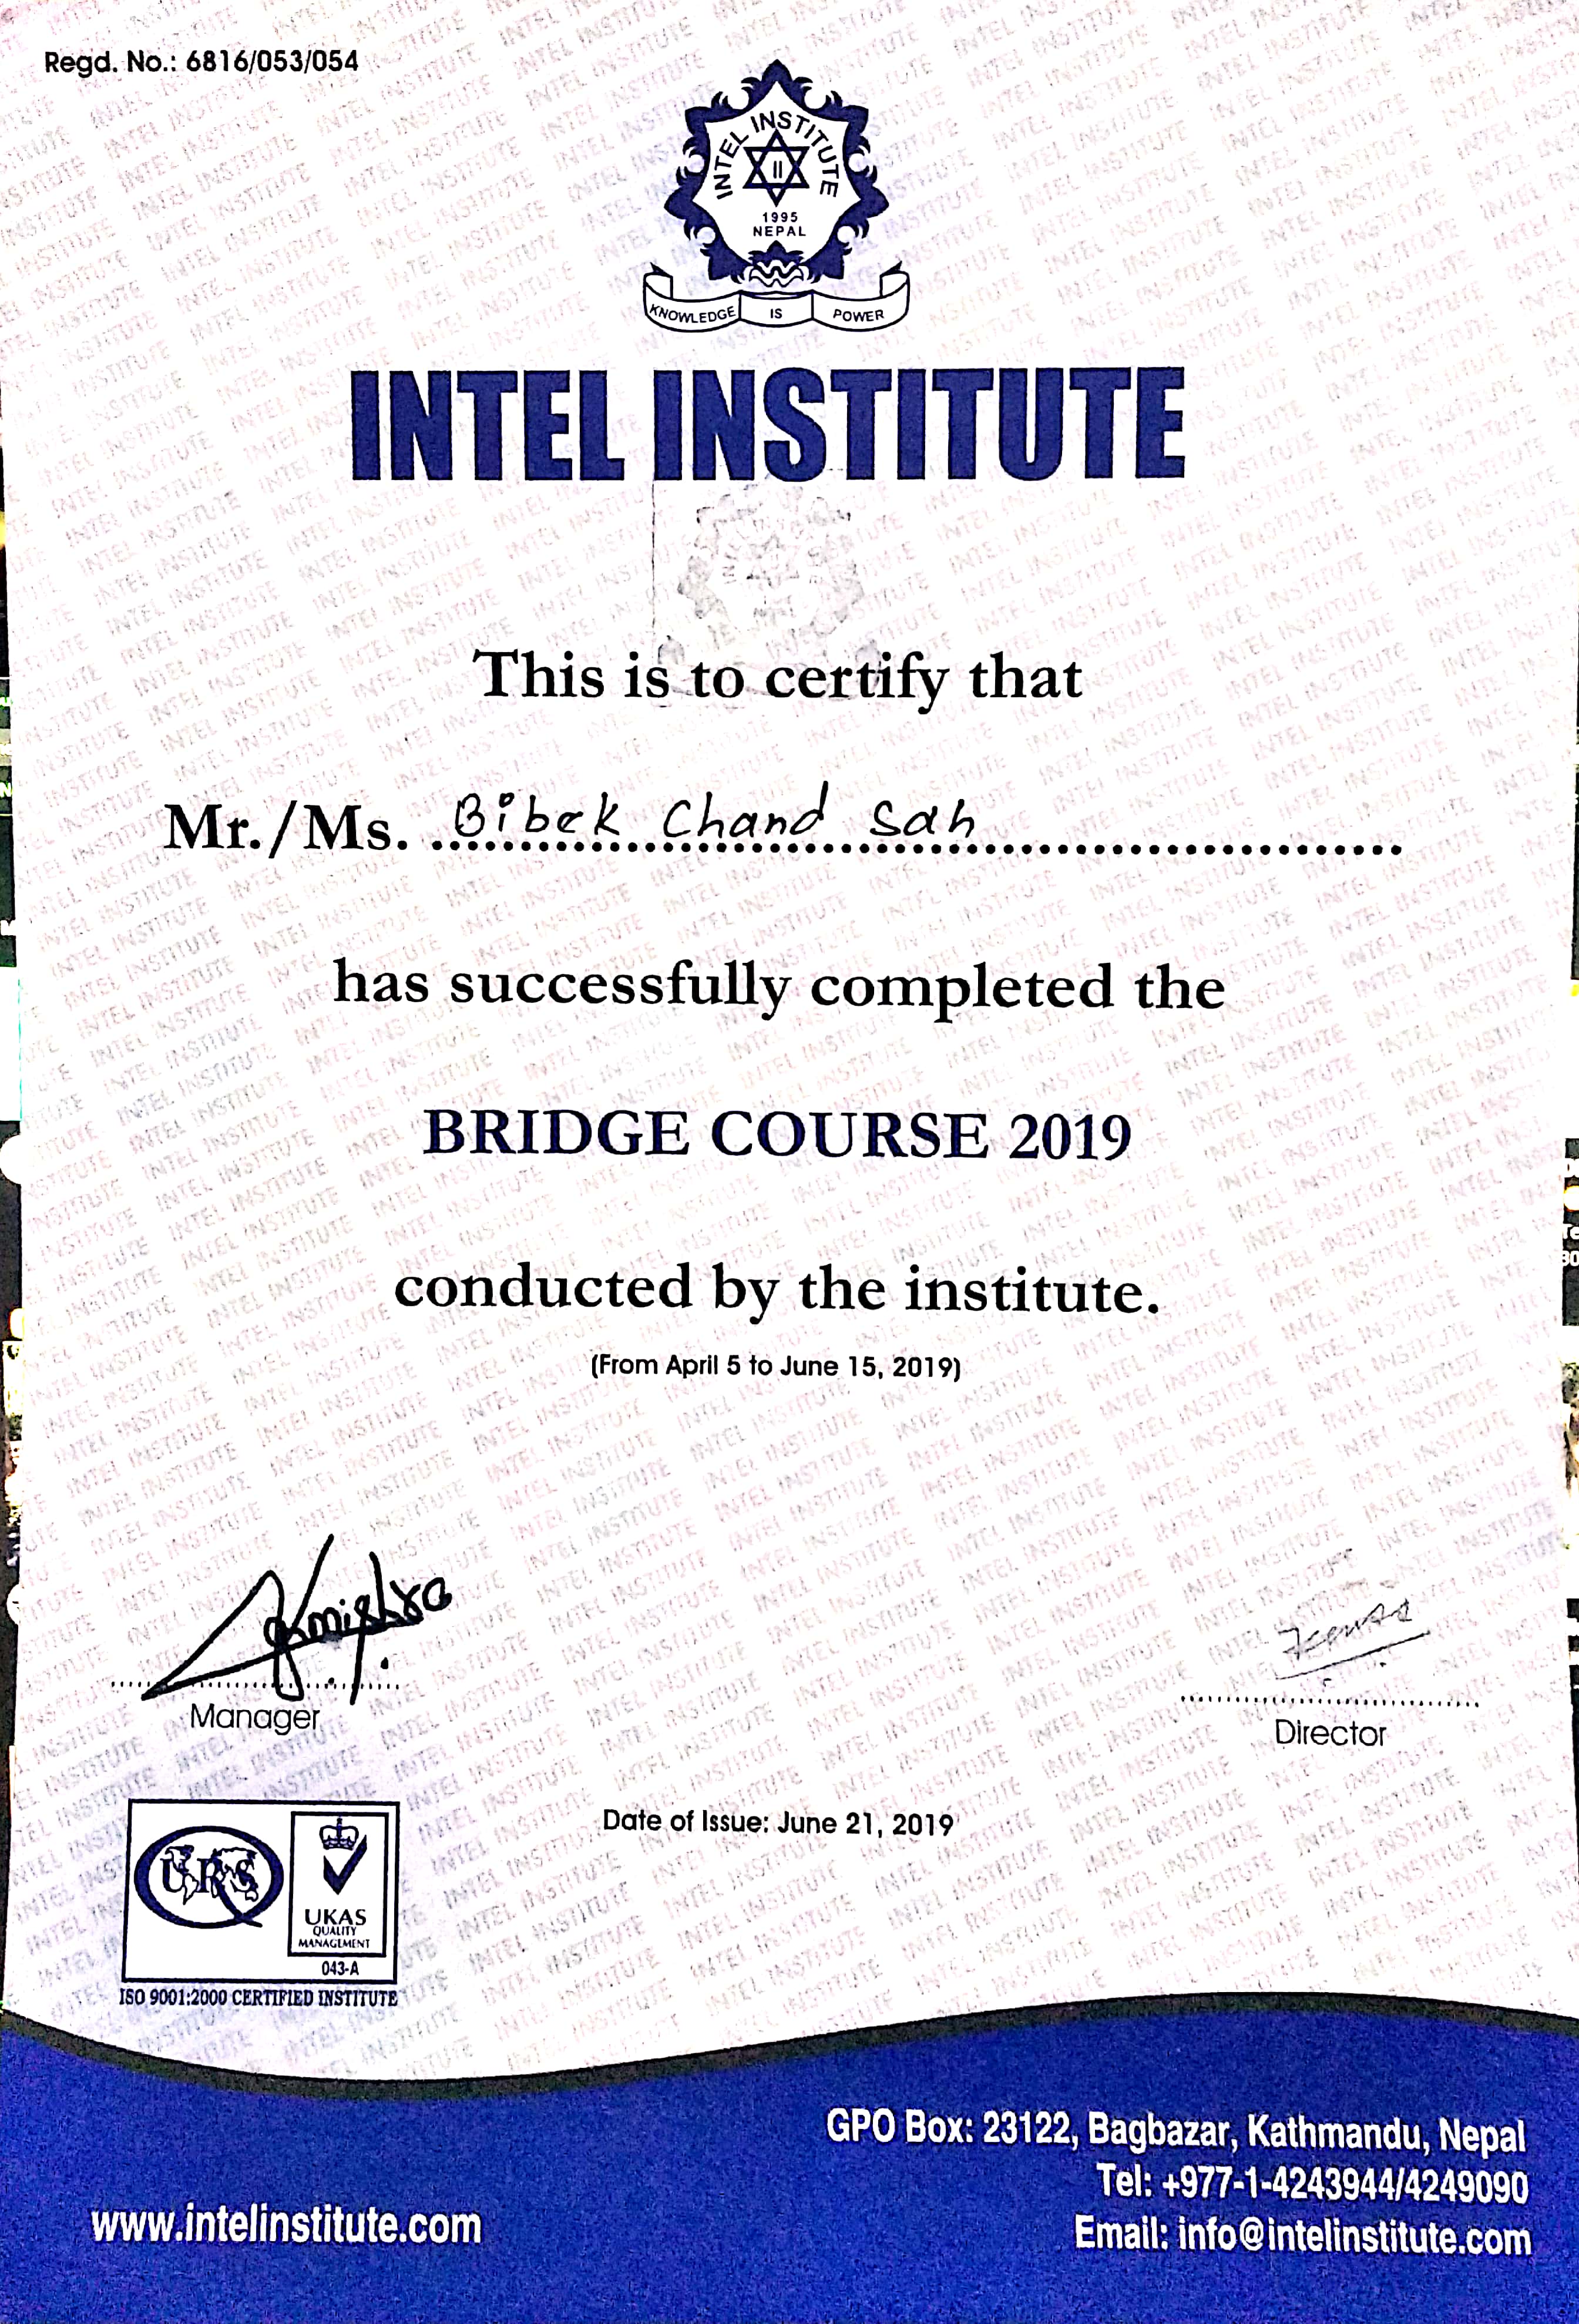 Regd. No.: 6816/053/054
INTEL INSTITUTE
II
1995
NEPAL
KNOWLEDGE IS POWER
INTEL INSTITUTE
This is to certify that
Mr./Ms. Bibek Chand Sah
has successfully completed the
BRIDGE COURSE 2019
conducted by the institute.
(From April 5 to June 15, 2019)
Manager
Director
Date of Issue: June 21, 2019
URS
UKAS
QUALITY
MANAGEMENT
043-A
ISO 9001:2000 CERTIFIED INSTITUTE
GPO Box: 23122, Bagbazar, Kathmandu, Nepal
Tel: +977-1-4243944/4249090
www.intelinstitute.com
Email: info@intelinstitute.com